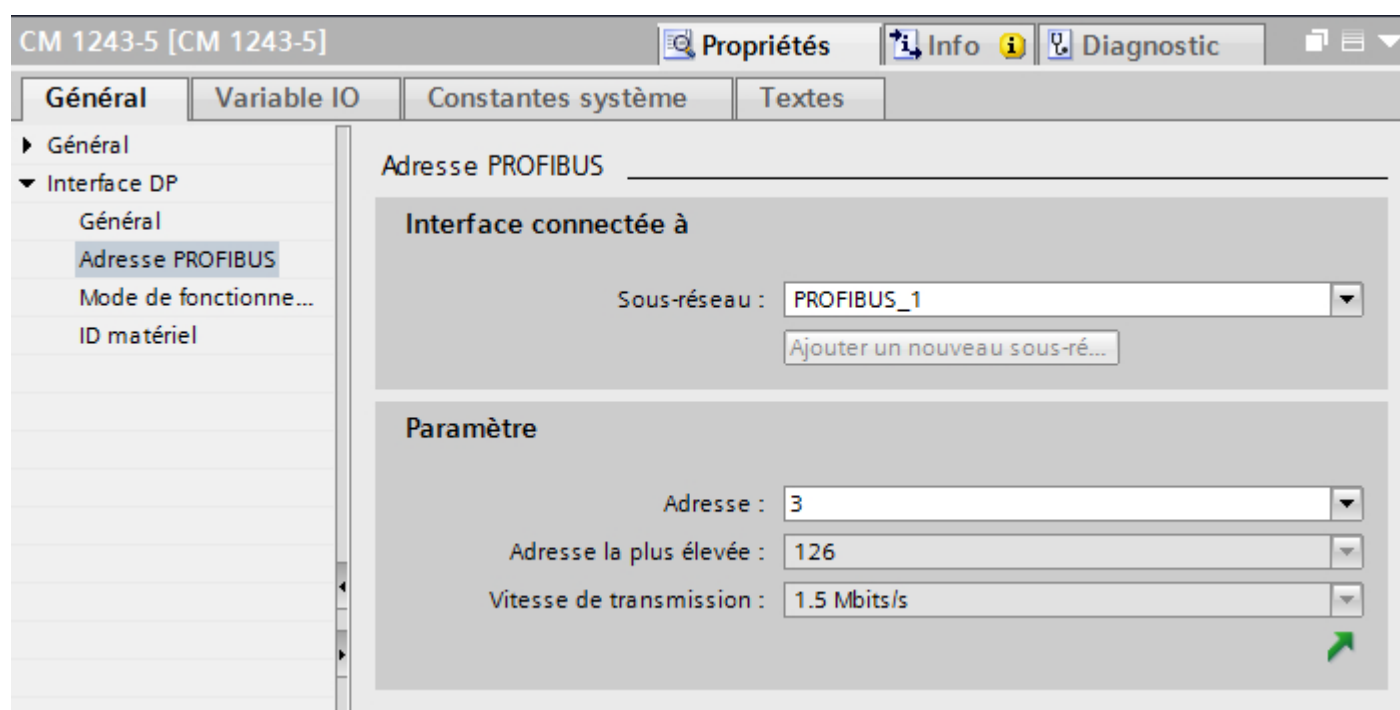 CM 1243-5 [CM 1243-5]
Propriétés
Info
Diagnostic
Général
Variable IO
Constantes système
Textes
Général
Interface DP
Général
Adresse PROFIBUS
Mode de fonctionne...
ID matériel
Adresse PROFIBUS
Interface connectée à
Sous-réseau : PROFIBUS_1
Ajouter un nouveau sous-ré...
Paramètre
Adresse : 3
Adresse la plus élevée : 126
Vitesse de transmission : 1.5 Mbits/s